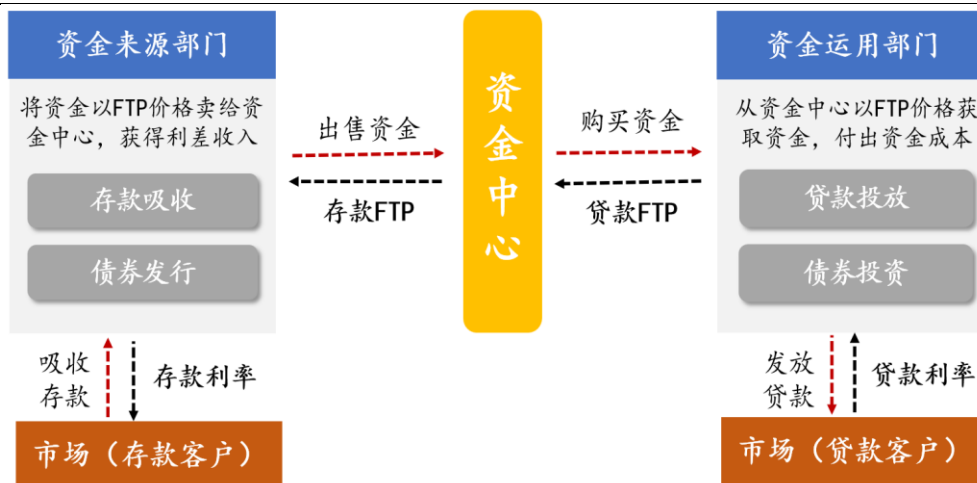 资金来源部门
将资金以FTP价格卖给资
金中心，获得利差收入
存款吸收
债券发行
出售资金
存款FTP
资金中心
购买资金
贷款FTP
资金运用部门
从资金中心以FTP价格获
取资金，付出资金成本
贷款投放
债券投资
吸收
存款
存款利率
市场（存款客户）
发放
贷款
贷款利率
市场（贷款客户）